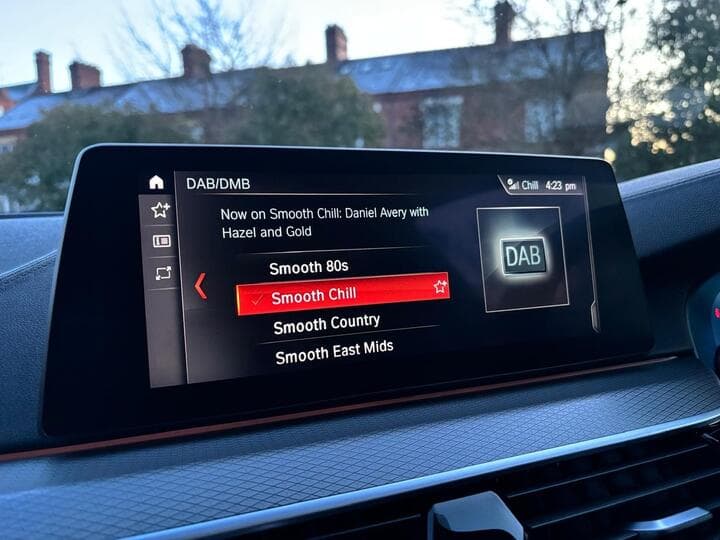 DAB/DMB
Chill 4:23 pm
Now on Smooth Chill: Daniel Avery with
Hazel and Gold
DAB
Smooth 80s
Smooth Chill
Smooth Country
Smooth East Mids